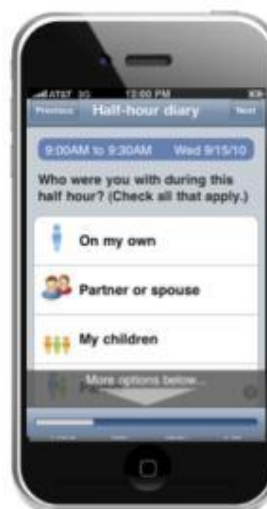 AT&T 3G 12:00 PM
Previous Half-hour diary Next
9:00AM to 9:30AM Wed 9/15/10
Who were you with during this
half hour? (Check all that apply.)
On my own
Partner or spouse
My children
More options below...